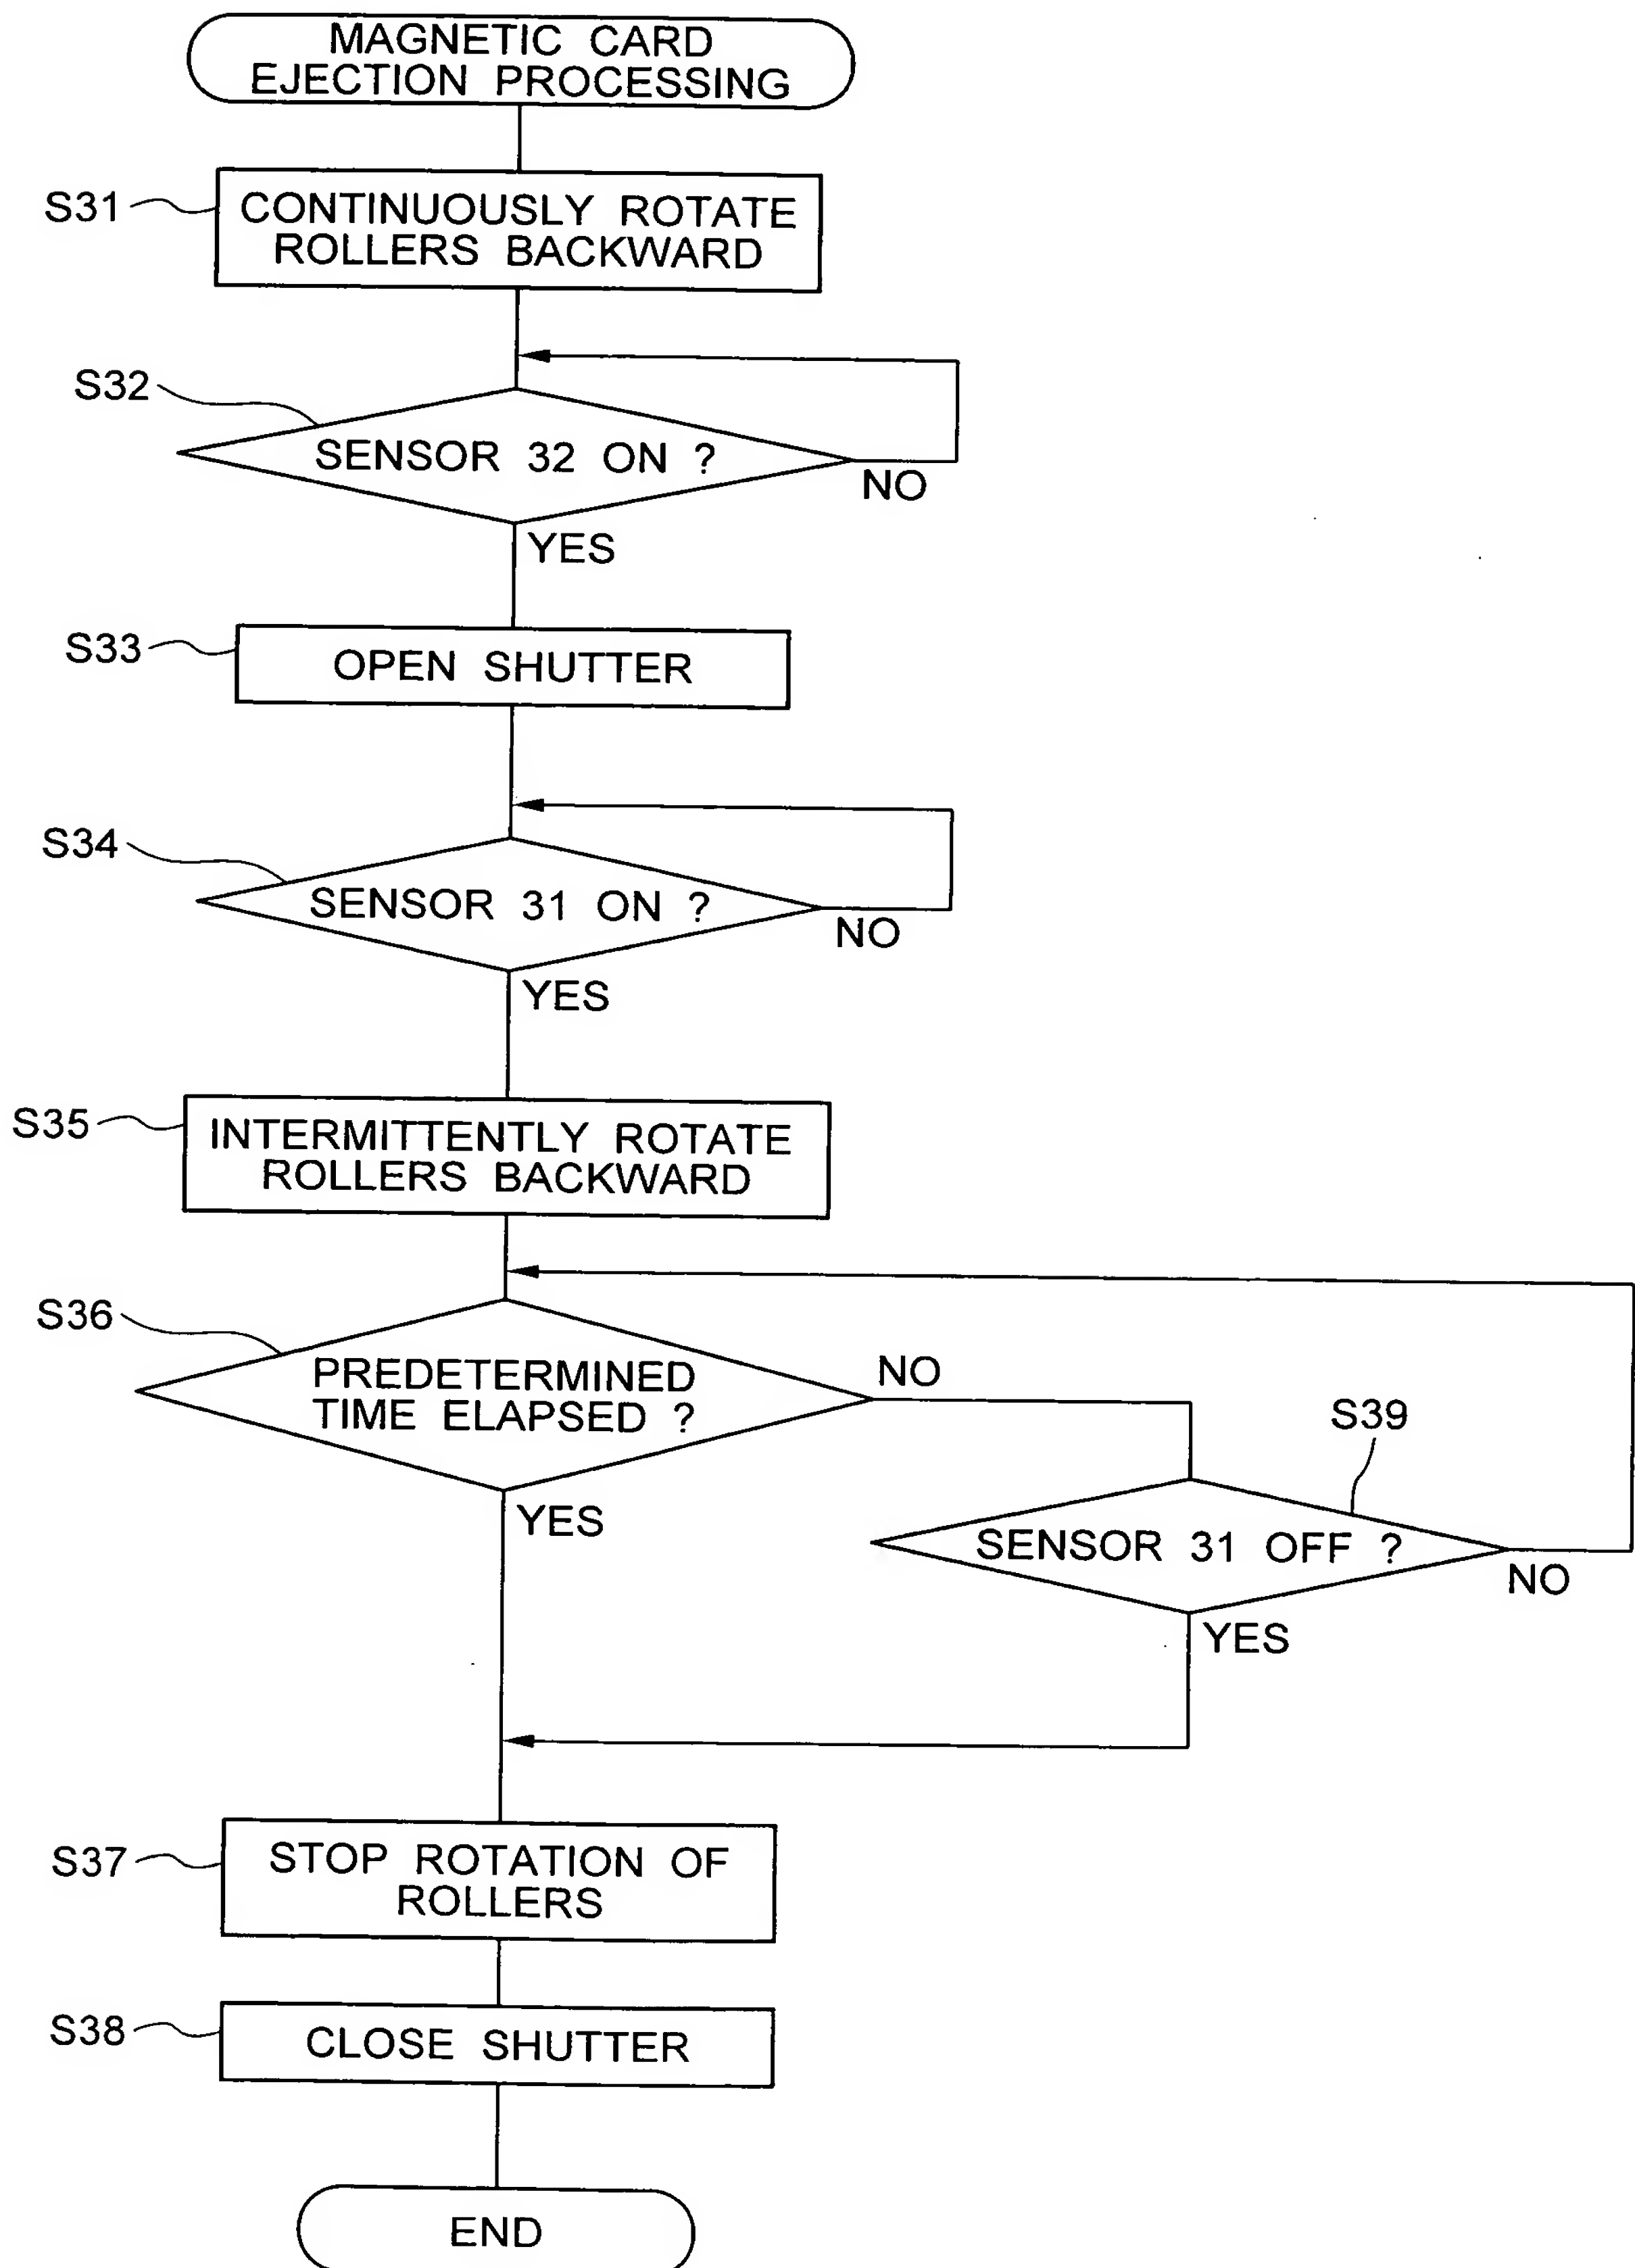 MAGNETIC CARD
EJECTION PROCESSING
S31
CONTINUOUSLY ROTATE
ROLLERS BACKWARD
S32
SENSOR 32 ON ?
NO
YES
S33
OPEN SHUTTER
S34
SENSOR 31 ON ?
NO
YES
S35
INTERMITTENTLY ROTATE
ROLLERS BACKWARD
S36
PREDETERMINED
TIME ELAPSED ?
NO
YES
S39
SENSOR 31 OFF ?
NO
YES
S37
STOP ROTATION OF
ROLLERS
S38
CLOSE SHUTTER
END